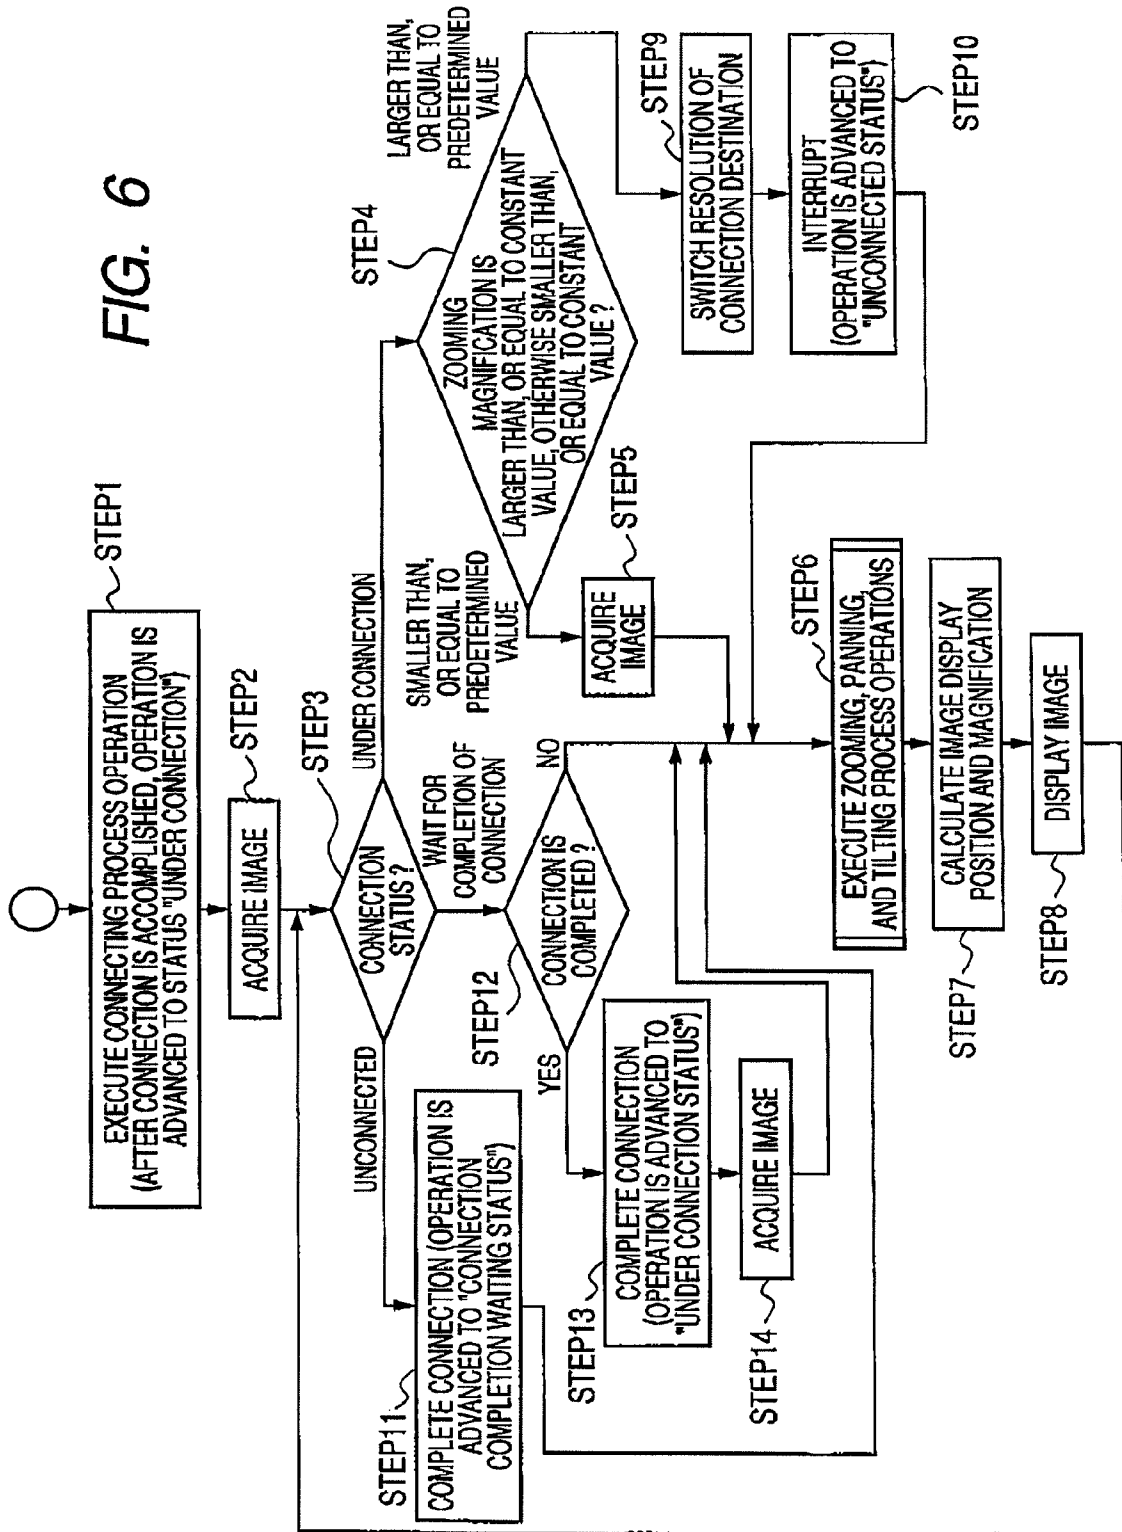 FIG. 6
STEP1
EXECUTE CONNECTING PROCESS OPERATION
(AFTER CONNECTION IS ACCOMPLISHED, OPERATION IS
ADVANCED TO STATUS "UNDER CONNECTION")
STEP2
ACQUIRE IMAGE
STEP3
CONNECTION
STATUS ?
UNCONNECTED
UNDER CONNECTION
WAIT FOR
COMPLETION OF
CONNECTION
STEP4
ZOOMING
MAGNIFICATION IS
LARGER THAN, OR EQUAL TO CONSTANT
VALUE, OTHERWISE SMALLER THAN,
OR EQUAL TO CONSTANT
VALUE ?
LARGER THAN,
OR EQUAL TO
PREDETERMINED
VALUE
SMALLER THAN,
OR EQUAL TO
PREDETERMINED
VALUE
STEP5
ACQUIRE
IMAGE
STEP9
SWITCH RESOLUTION OF
CONNECTION DESTINATION
STEP10
INTERRUPT
(OPERATION IS ADVANCED TO
"UNCONNECTED STATUS")
STEP11
COMPLETE CONNECTION (OPERATION IS
ADVANCED TO "CONNECTION
COMPLETION WAITING STATUS")
STEP12
CONNECTION IS
COMPLETED ?
YES
NO
STEP13
COMPLETE CONNECTION
(OPERATION IS ADVANCED TO
"UNDER CONNECTION STATUS")
STEP14
ACQUIRE IMAGE
STEP6
EXECUTE ZOOMING, PANNING,
AND TILTING PROCESS OPERATIONS
STEP7
CALCULATE IMAGE DISPLAY
POSITION AND MAGNIFICATION
STEP8
DISPLAY IMAGE